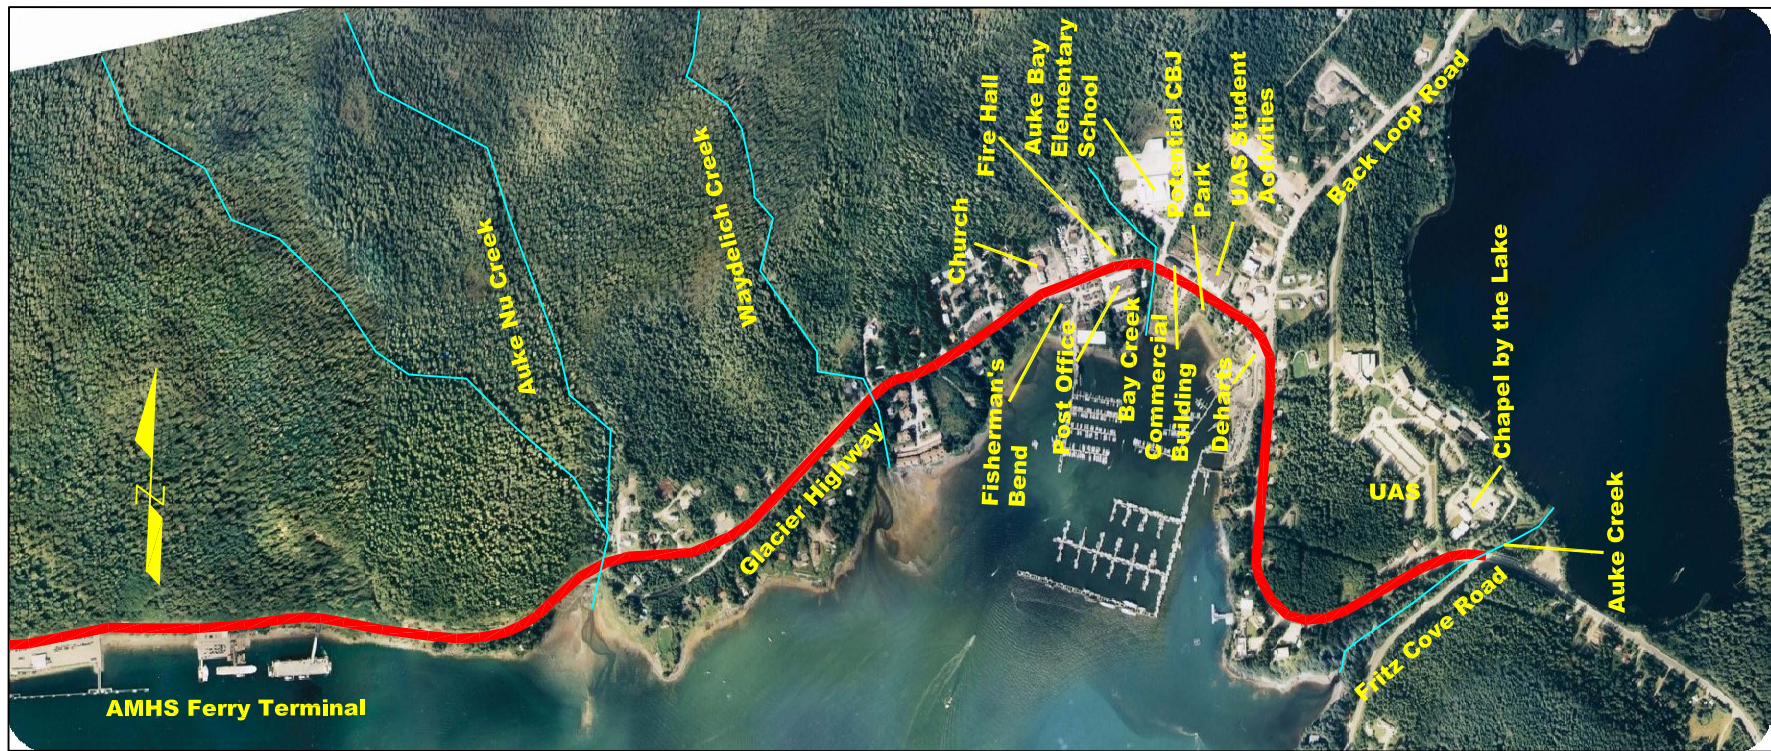 Auke Nu Creek
Waydelich Creek
Church
Fire Hall
Auke Bay
Elementary
School
Potential CBJ
Park
UAS Student
Activities
Back Loop Road
Glacier Highway
Fisherman's
Bend
Post Office
Bay Creek
Commercial
Building
Deharts
UAS
Chapel by the Lake
Auke Creek
Fritz Cove Road
AMHS Ferry Terminal
Z